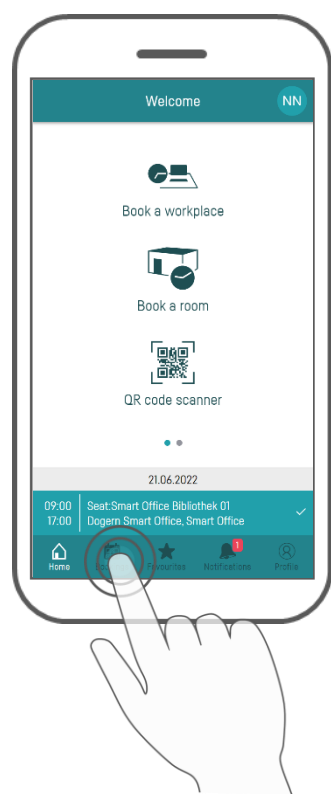 Welcome
NN
Book a workplace
Book a room
QR code scanner
21.06.2022
09:00 Seat:Smart Office Bibliothek 01
17:00 Dogern Smart Office, Smart Office
1
Home Favourites Notifications Profile